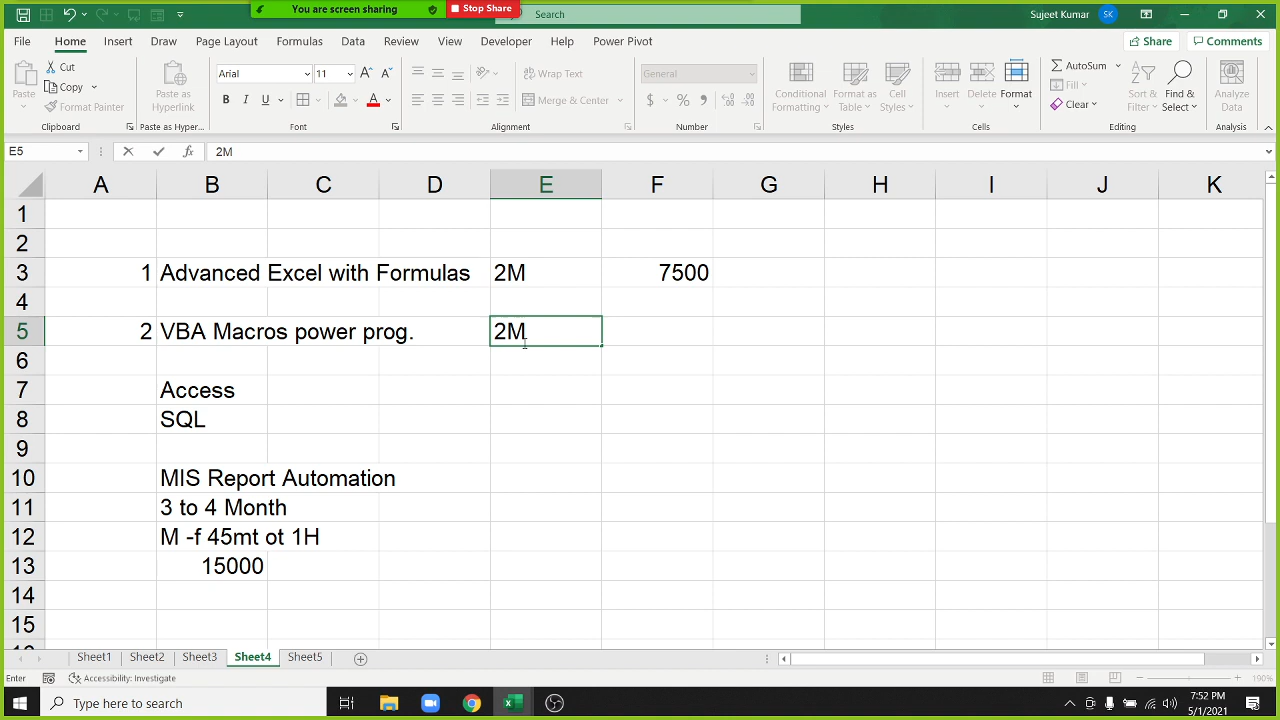 You are screen sharing
Stop Share
Search
Sujeet Kumar
SK
File Home Insert Draw Page Layout Formulas Data Review View Developer Help Power Pivot
Share
Comments
Paste
Cut
Copy
Format Painter
Clipboard
Paste as Hyper...
Paste as Hyper...
Arial
11
B I U
Font
Wrap Text
Merge & Center
Alignment
General
$ % ,
Number
Conditional Formatting
Format as Table
Cell Styles
Styles
Insert
Delete
Format
Cells
AutoSum
Fill
Clear
Sort & Filter
Find & Select
Editing
Analyze Data
Analysis
E5
fx
2M
A B C D E F G H I J K
1
2
3 1 Advanced Excel with Formulas 2M 7500
4
5 2 VBA Macros power prog. 2M
6
7 Access
8 SQL
9
10 MIS Report Automation
11 3 to 4 Month
12 M -f 45mt ot 1H
13 15000
14
15
Sheet1 Sheet2 Sheet3 Sheet4 Sheet5
Enter
Accessibility: Investigate
100%
Type here to search
7:52 PM
5/1/2021